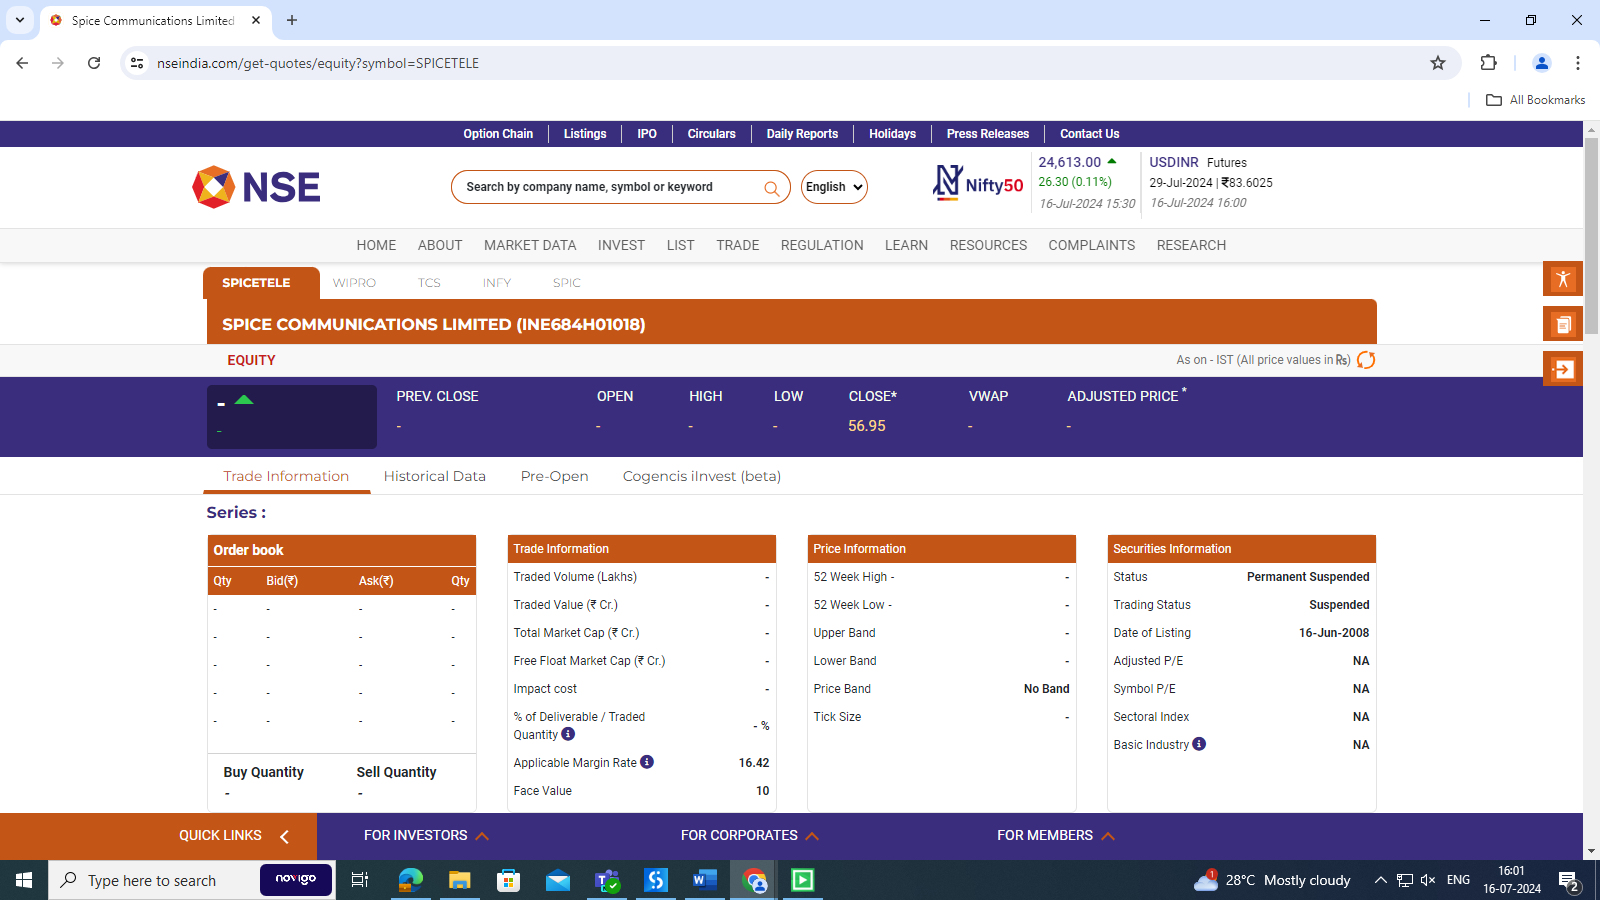 Spice Communications Limited
nseindia.com/get-quotes/equity?symbol=SPICETELE
All Bookmarks
Option Chain Listings IPO Circulars Daily Reports Holidays Press Releases Contact Us
NSE
Search by company name, symbol or keyword
English
Nifty50
24,613.00
26.30 (0.11%)
16-Jul-2024 15:30
USDINR Futures
29-Jul-2024 | ₹83.6025
16-Jul-2024 16:00
HOME ABOUT MARKET DATA INVEST LIST TRADE REGULATION LEARN RESOURCES COMPLAINTS RESEARCH
SPICETELE WIPRO TCS INFY SPIC
SPICE COMMUNICATIONS LIMITED (INE684H01018)
EQUITY
As on - IST (All price values in ₨)
-
-
PREV. CLOSE OPEN HIGH LOW CLOSE* VWAP ADJUSTED PRICE *
- - - - 56.95 - -
Trade Information Historical Data Pre-Open Cogencis iInvest (beta)
Series :
Order book
Qty Bid(₹) Ask(₹) Qty
- - - -
- - - -
- - - -
- - - -
- - - -
Buy Quantity Sell Quantity
- -
Trade Information
Traded Volume (Lakhs) -
Traded Value (₹ Cr.) -
Total Market Cap (₹ Cr.) -
Free Float Market Cap (₹ Cr.) -
Impact cost -
% of Deliverable / Traded
Quantity - %
Applicable Margin Rate 16.42
Face Value 10
Price Information
52 Week High - -
52 Week Low - -
Upper Band -
Lower Band -
Price Band No Band
Tick Size -
Securities Information
Status Permanent Suspended
Trading Status Suspended
Date of Listing 16-Jun-2008
Adjusted P/E NA
Symbol P/E NA
Sectoral Index NA
Basic Industry NA
QUICK LINKS FOR INVESTORS FOR CORPORATES FOR MEMBERS
Type here to search
novigo
1
28°C Mostly cloudy
ENG
16:01
16-07-2024
2